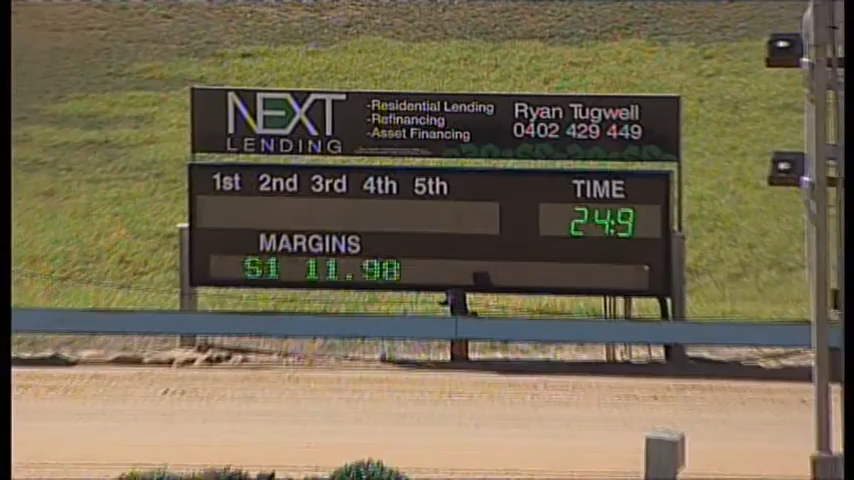 NEXT
LENDING
-Residential Lending
-Refinancing
-Asset Financing
Ryan Tugwell
0402 429 449
1st 2nd 3rd 4th 5th
TIME
24:9
MARGINS
S1 11.98